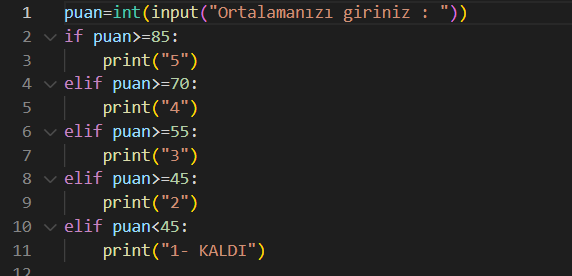 1 puan=int(input("Ortalamanızı giriniz : "))
2 if puan>=85:
3 print("5")
4 elif puan>=70:
5 print("4")
6 elif puan>=55:
7 print("3")
8 elif puan>=45:
9 print("2")
10 elif puan<45:
11 print("1- KALDI")
12